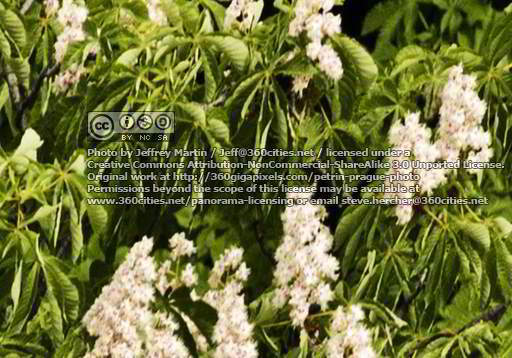 cc BY NC SA
Photo by Jeffrey Martin / Jeff@360cities.net / licensed under a
Creative Commons Attribution-NonCommercial-ShareAlike 3.0 Unported License.
Original work at http://360gigapixels.com/petrin-prague-photo
Permissions beyond the scope of this license may be available at
www.360cities.net/panorama-licensing or email steve.hercher@360cities.net